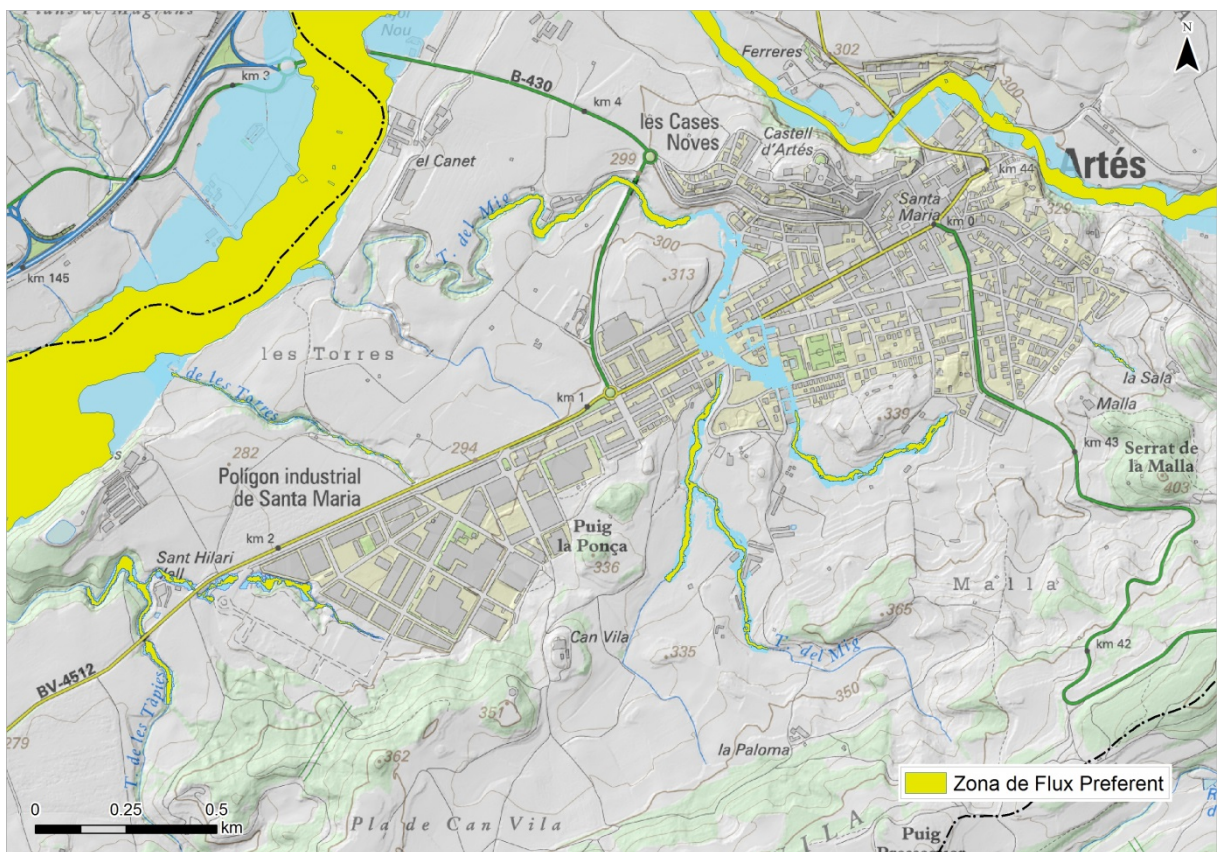 Plans de Magrans
Nou
km 3
B-430
km 4
les Cases
Noves
299
Ferreres
302
300
Castell
d'Artés
N
km 44
Artés
329
Santa
Maria
km 0
el Canet
T. del Mig
300
313
km 145
les Torres
de les Torres
km 1
294
282
Polígon industrial
de Santa Maria
km 2
Sant Hilari
Puig
la Ponça
336
339
la Sala
Malla
km 43
Serrat de
la Malla
403
Malla
365
Can Vila
335
T. del Mig
350
km 42
BV-4512
T. de les Tàpies
279
351
362
la Paloma
Pla de Can Vila
Zona de Flux Preferent
0 0.25 0.5
km
Puig